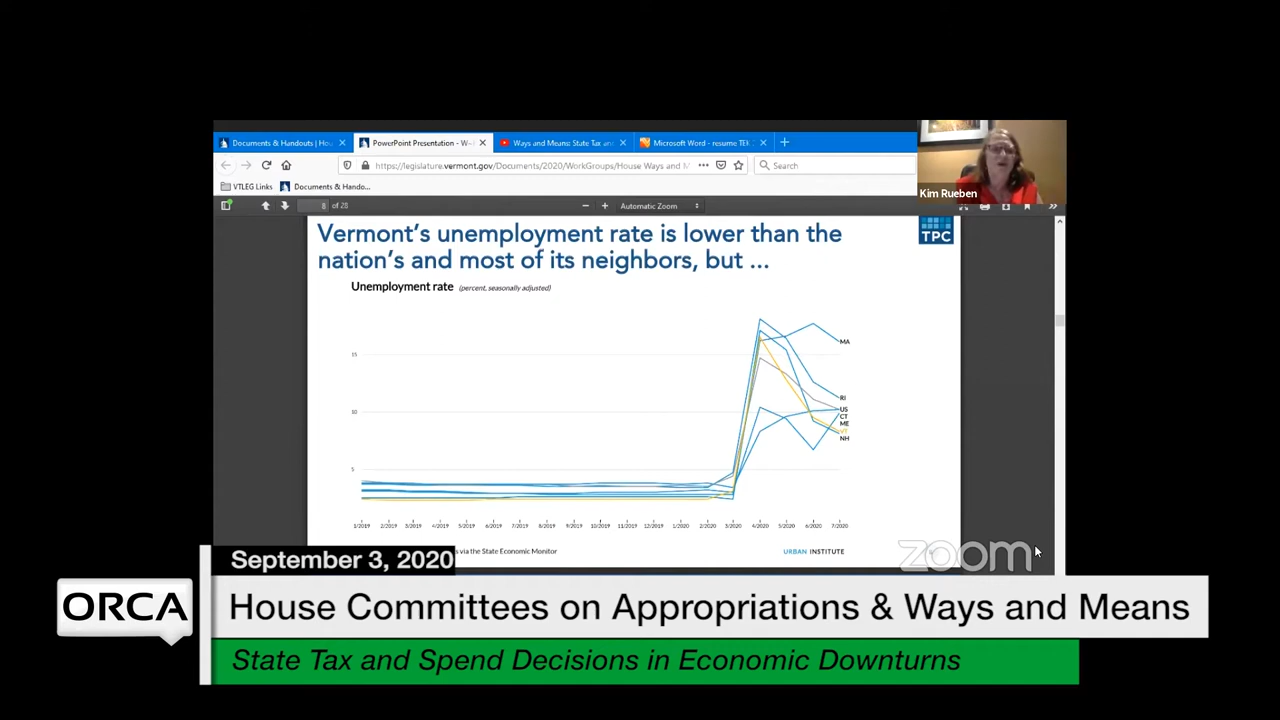 Documents & Handouts | Hou
PowerPoint Presentation - W-
Ways and Means: State Tax an
Microsoft Word - resume TEK
https://legislature.vermont.gov/Documents/2020/WorkGroups/House Ways and M
Search
VTLEG Links
Documents & Hando...
Kim Rueben
8 of 28
Automatic Zoom
Vermont's unemployment rate is lower than the
nation's and most of its neighbors, but ...
TPC
Unemployment rate (percent, seasonally adjusted)
15
10
5
MA
RI
US
CT
ME
VT
NH
1/2019 2/2019 3/2019 4/2019 5/2019 6/2019 7/2019 8/2019 9/2019 10/2019 11/2019 12/2019 1/2020 2/2020 3/2020 4/2020 5/2020 6/2020 7/2020
s via the State Economic Monitor
URBAN INSTITUTE
zoom
September 3, 2020
ORCA
House Committees on Appropriations & Ways and Means
State Tax and Spend Decisions in Economic Downturns